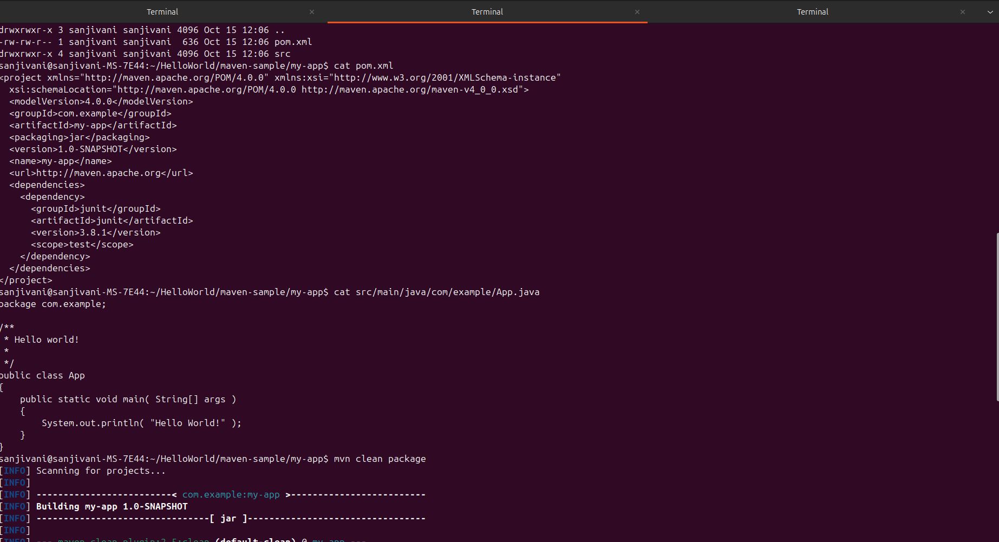 Terminal × Terminal × Terminal ×
drwxrwxr-x 3 sanjivani sanjivani 4096 Oct 15 12:06 ..
-rw-rw-r-- 1 sanjivani sanjivani  636 Oct 15 12:06 pom.xml
drwxrwxr-x 4 sanjivani sanjivani 4096 Oct 15 12:06 src
sanjivani@sanjivani-MS-7E44:~/HelloWorld/maven-sample/my-app$ cat pom.xml
<project xmlns="http://maven.apache.org/POM/4.0.0" xmlns:xsi="http://www.w3.org/2001/XMLSchema-instance"
  xsi:schemaLocation="http://maven.apache.org/POM/4.0.0 http://maven.apache.org/maven-v4_0_0.xsd">
  <modelVersion>4.0.0</modelVersion>
  <groupId>com.example</groupId>
  <artifactId>my-app</artifactId>
  <packaging>jar</packaging>
  <version>1.0-SNAPSHOT</version>
  <name>my-app</name>
  <url>http://maven.apache.org</url>
  <dependencies>
    <dependency>
      <groupId>junit</groupId>
      <artifactId>junit</artifactId>
      <version>3.8.1</version>
      <scope>test</scope>
    </dependency>
  </dependencies>
</project>
sanjivani@sanjivani-MS-7E44:~/HelloWorld/maven-sample/my-app$ cat src/main/java/com/example/App.java
package com.example;

/**
 * Hello world!
 *
 */
public class App
{
    public static void main( String[] args )
    {
        System.out.println( "Hello World!" );
    }
}
sanjivani@sanjivani-MS-7E44:~/HelloWorld/maven-sample/my-app$ mvn clean package
[INFO] Scanning for projects...
[INFO]
[INFO] -------------------------< com.example:my-app >-------------------------
[INFO] Building my-app 1.0-SNAPSHOT
[INFO] --------------------------------[ jar ]---------------------------------
[INFO]
[INFO] --- maven-clean-plugin:2.5:clean (default-clean) @ my-app ---